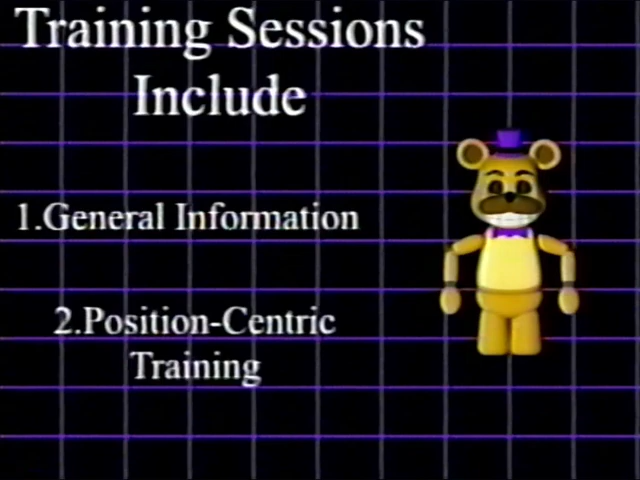 Training Sessions
Include
1.General Information
2.Position-Centric
Training